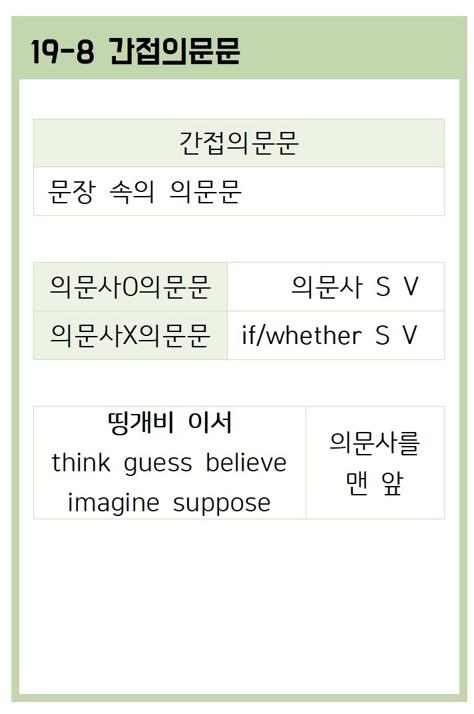 19-8 간접의문문
간접의문문
문장 속의 의문문
의문사O의문문 의문사 S V
의문사X의문문 if/whether S V
띵개비 이서
think guess believe
imagine suppose
의문사를
맨 앞